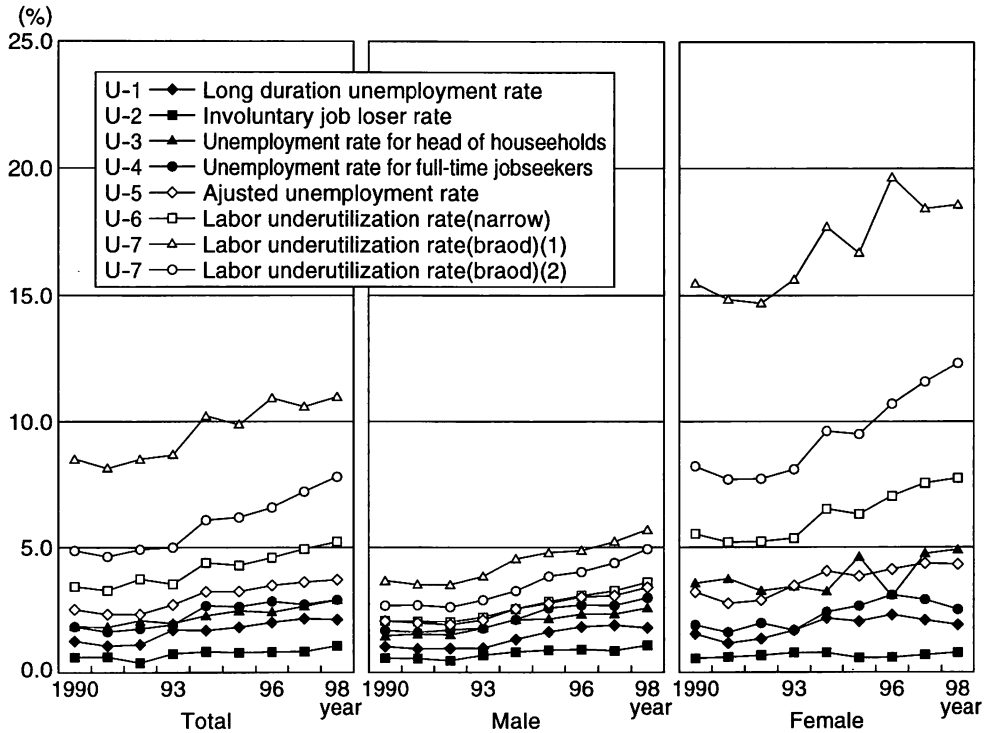 (%)
25.0
20.0
15.0
10.0
5.0
0.0
U-1 Long duration unemployment rate
U-2 Involuntary job loser rate
U-3 Unemployment rate for head of houseeholds
U-4 Unemployment rate for full-time jobseekers
U-5 Ajusted unemployment rate
U-6 Labor underutilization rate(narrow)
U-7 Labor underutilization rate(braod)(1)
U-7 Labor underutilization rate(braod)(2)
1990 93 96 98
year
Total
1990 93 96 98
year
Male
1990 93 96 98
year
Female